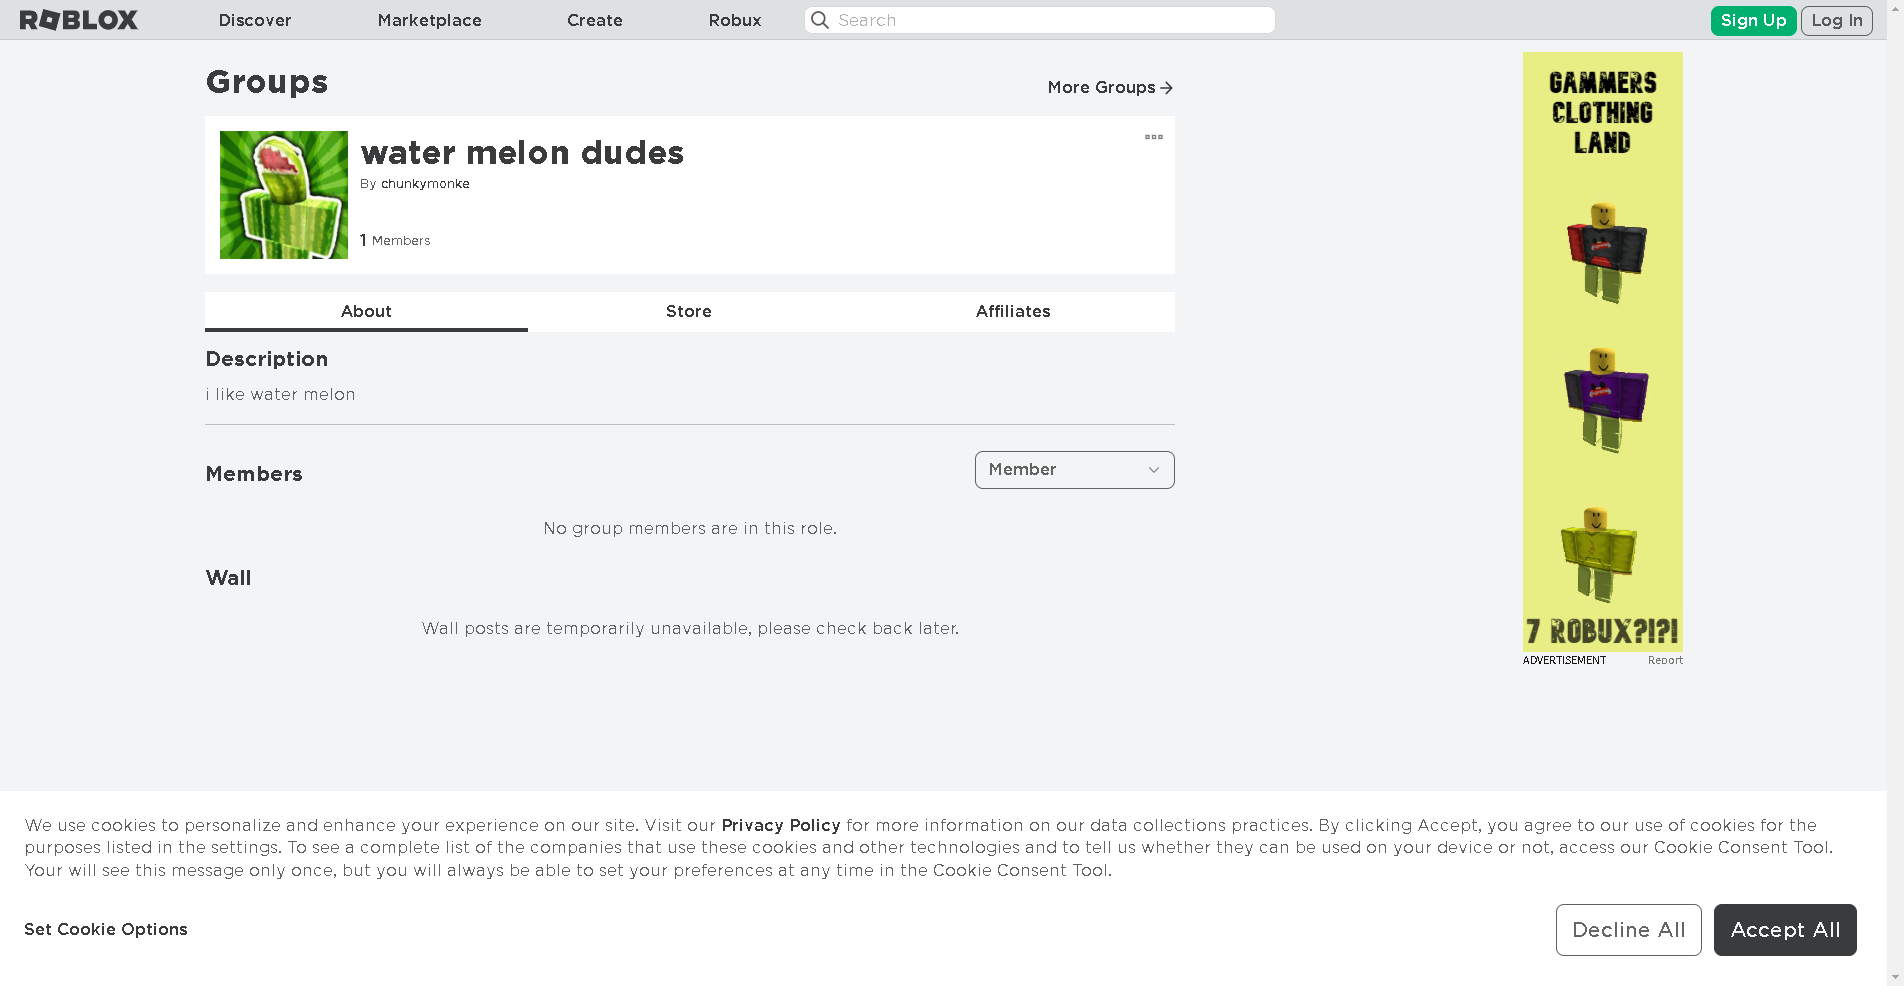 ROBLOX Discover Marketplace Create Robux Search Sign Up Log In
Groups
More Groups
water melon dudes
By chunkymonke
1 Members
About Store Affiliates
Description
i like water melon
Members
Member
No group members are in this role.
Wall
Wall posts are temporarily unavailable, please check back later.
GAMMERS
CLOTHING
LAND
7 ROBUX?!?!
ADVERTISEMENT Report
We use cookies to personalize and enhance your experience on our site. Visit our Privacy Policy for more information on our data collections practices. By clicking Accept, you agree to our use of cookies for the
purposes listed in the settings. To see a complete list of the companies that use these cookies and other technologies and to tell us whether they can be used on your device or not, access our Cookie Consent Tool.
Your will see this message only once, but you will always be able to set your preferences at any time in the Cookie Consent Tool.
Set Cookie Options
Decline All
Accept All